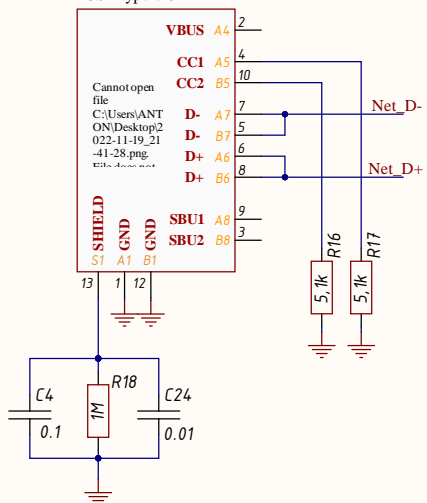 VBUS A4 2
CC1 A5 4
CC2 B5 10
Cannot open
file
C:\Users\ANT
ON\Desktop\2
022-11-19_21
-41-28.png.
D- A7 7 Net_D-
D- B7 5
D+ A6 6
D+ B6 8 Net_D+
SBU1 A8 9
SBU2 B8 3
SHIELD GND GND
S1 A1 B1
13 1 12
R16 R17
5,1k 5,1k
C4 R18 C24
1M
0.1 0.01